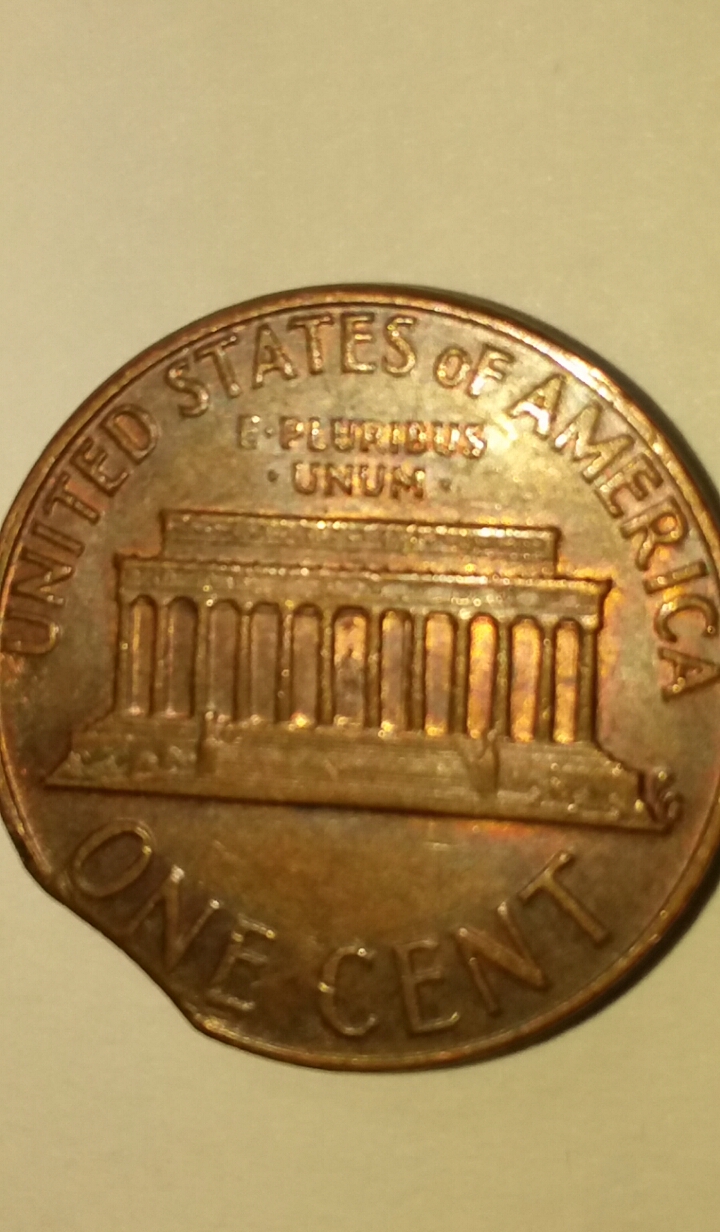 UNITED STATES OF AMERICA
E·PLURIBUS
·UNUM·
ONE CENT